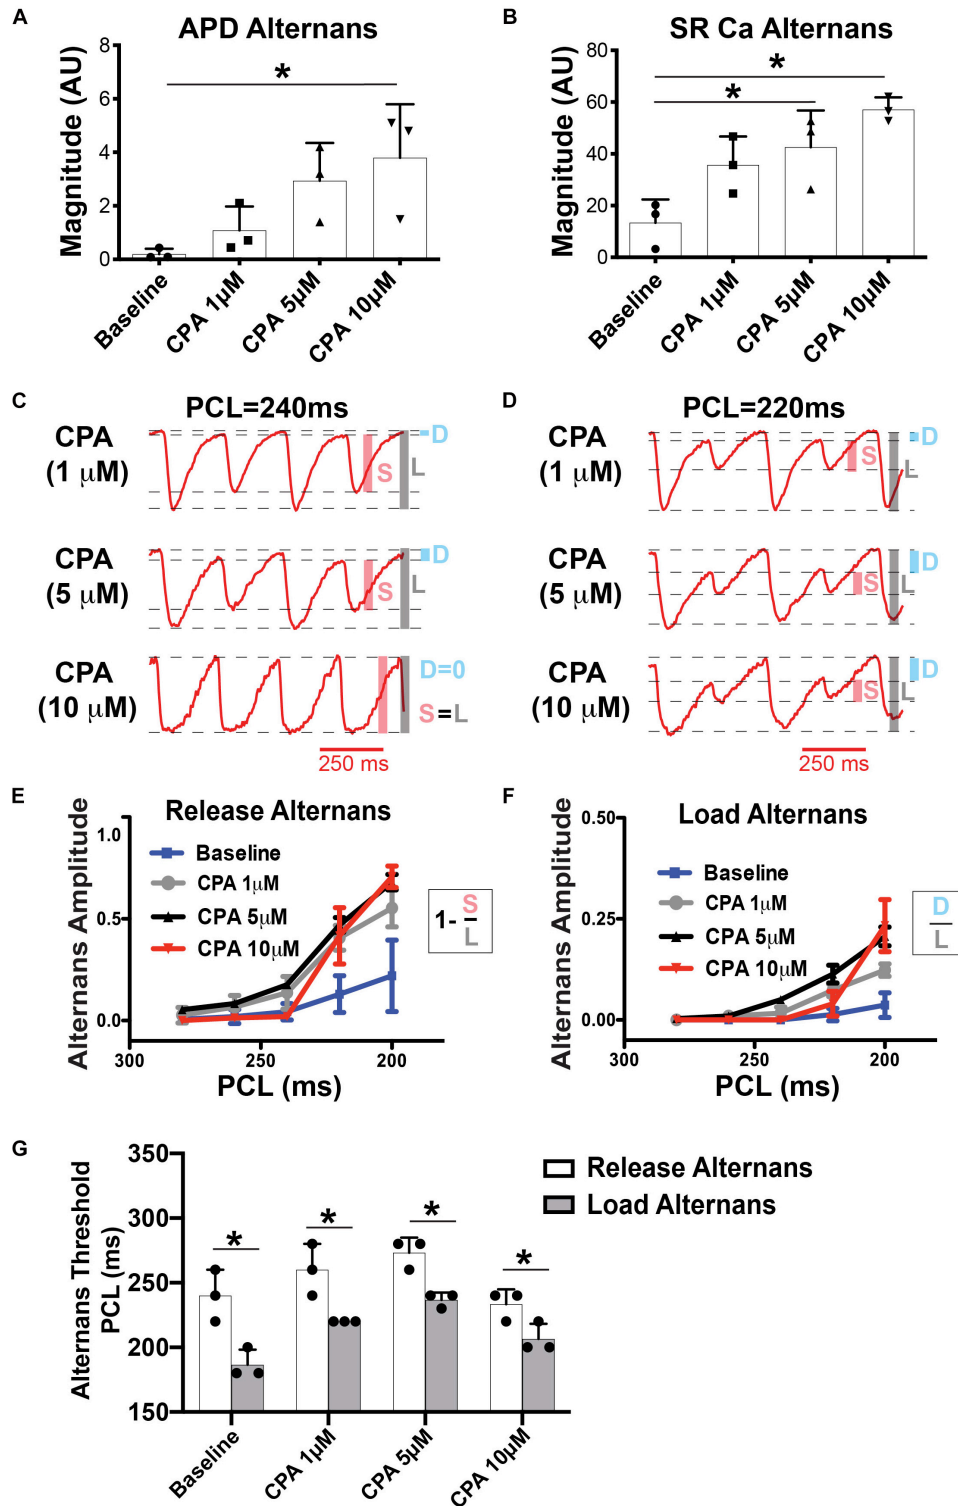 A
APD Alternans
Magnitude (AU)
8
6
4
2
0
*
Baseline
CPA 1µM
CPA 5µM
CPA 10µM
B
SR Ca Alternans
Magnitude (AU)
80
60
40
20
0
*
*
Baseline
CPA 1µM
CPA 5µM
CPA 10µM
C
PCL=240ms
CPA
(1 µM)
D
S
L
CPA
(5 µM)
D
S
L
CPA
(10 µM)
D=0
S=L
250 ms
D
PCL=220ms
CPA
(1 µM)
D
S
L
CPA
(5 µM)
D
S
L
CPA
(10 µM)
D
S
L
250 ms
E
Release Alternans
Alternans Amplitude
1.0
0.5
0.0
Baseline
CPA 1µM
CPA 5µM
CPA 10µM
1- S
L
300
250
200
PCL (ms)
F
Load Alternans
Alternans Amplitude
0.50
0.25
0.00
Baseline
CPA 1µM
CPA 5µM
CPA 10µM
D
L
300
250
200
PCL (ms)
G
Alternans Threshold
PCL (ms)
350
300
250
200
150
*
*
*
*
Release Alternans
Load Alternans
Baseline
CPA 1µM
CPA 5µM
CPA 10µM